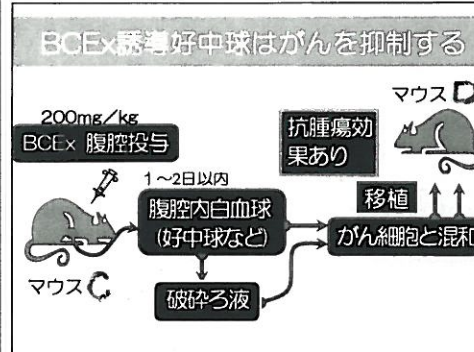 BCEx誘導好中球はがんを抑制する
マウスD
200mg/kg
BCEx 腹腔投与
抗腫瘍効
果あり
1～2日以内
腹腔内白血球
(好中球など)
移植
がん細胞と混和
マウスC
破砕ろ液